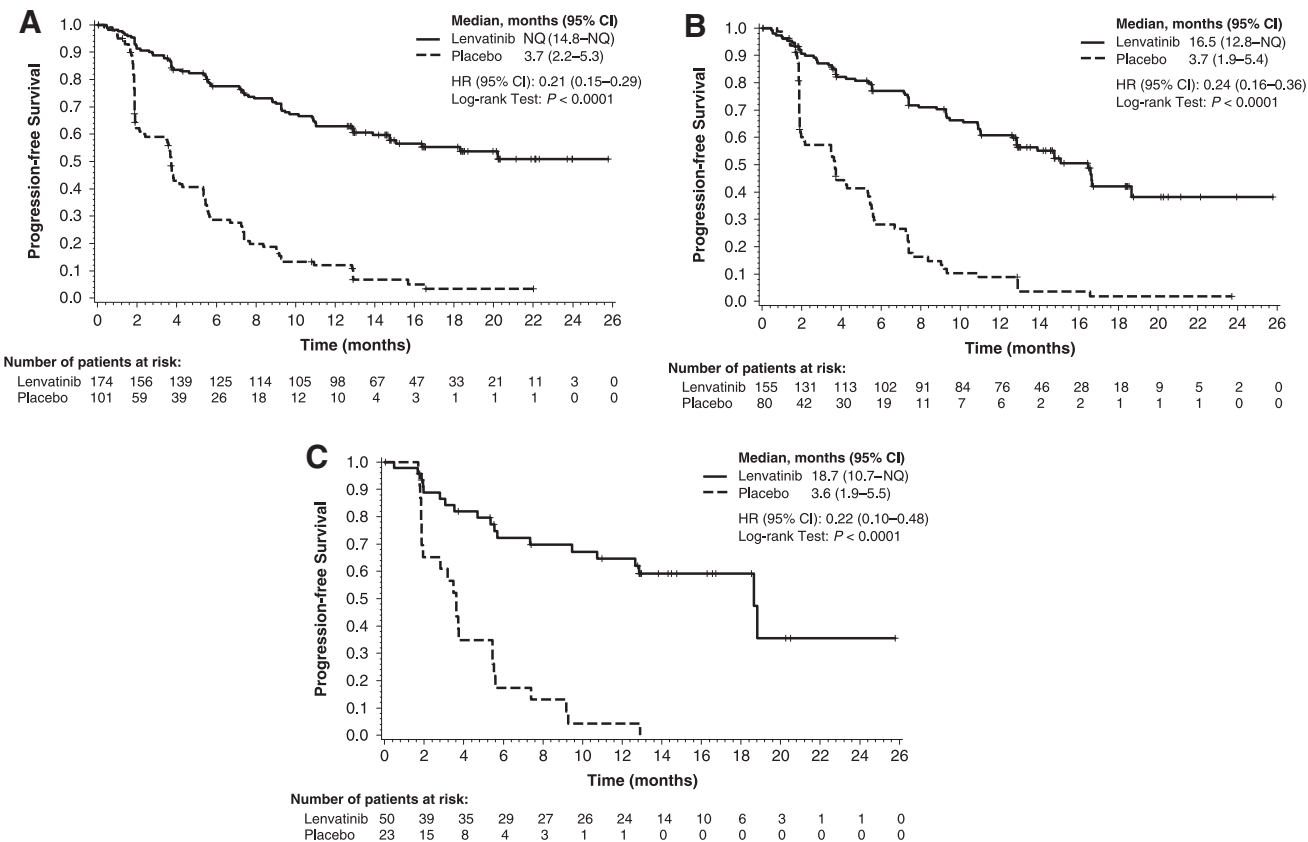 A
Median, months (95% CI)
Lenvatinib NQ (14.8–NQ)
Placebo 3.7 (2.2–5.3)
HR (95% CI): 0.21 (0.15–0.29)
Log-rank Test: P < 0.0001
Progression-free Survival
1.0
0.9
0.8
0.7
0.6
0.5
0.4
0.3
0.2
0.1
0.0
0 2 4 6 8 10 12 14 16 18 20 22 24 26
Time (months)
Number of patients at risk:
Lenvatinib 174 156 139 125 114 105 98 67 47 33 21 11 3 0
Placebo 101 59 39 26 18 12 10 4 3 1 1 1 0 0
B
Median, months (95% CI)
Lenvatinib 16.5 (12.8–NQ)
Placebo 3.7 (1.9–5.4)
HR (95% CI): 0.24 (0.16–0.36)
Log-rank Test: P < 0.0001
Progression-free Survival
1.0
0.9
0.8
0.7
0.6
0.5
0.4
0.3
0.2
0.1
0.0
0 2 4 6 8 10 12 14 16 18 20 22 24 26
Time (months)
Number of patients at risk:
Lenvatinib 155 131 113 102 91 84 76 46 28 18 9 5 2 0
Placebo 80 42 30 19 11 7 6 2 2 1 1 1 0 0
C
Median, months (95% CI)
Lenvatinib 18.7 (10.7–NQ)
Placebo 3.6 (1.9–5.5)
HR (95% CI): 0.22 (0.10–0.48)
Log-rank Test: P < 0.0001
Progression-free Survival
1.0
0.9
0.8
0.7
0.6
0.5
0.4
0.3
0.2
0.1
0.0
0 2 4 6 8 10 12 14 16 18 20 22 24 26
Time (months)
Number of patients at risk:
Lenvatinib 50 39 35 29 27 26 24 14 10 6 3 1 1 0
Placebo 23 15 8 4 3 1 1 0 0 0 0 0 0 0